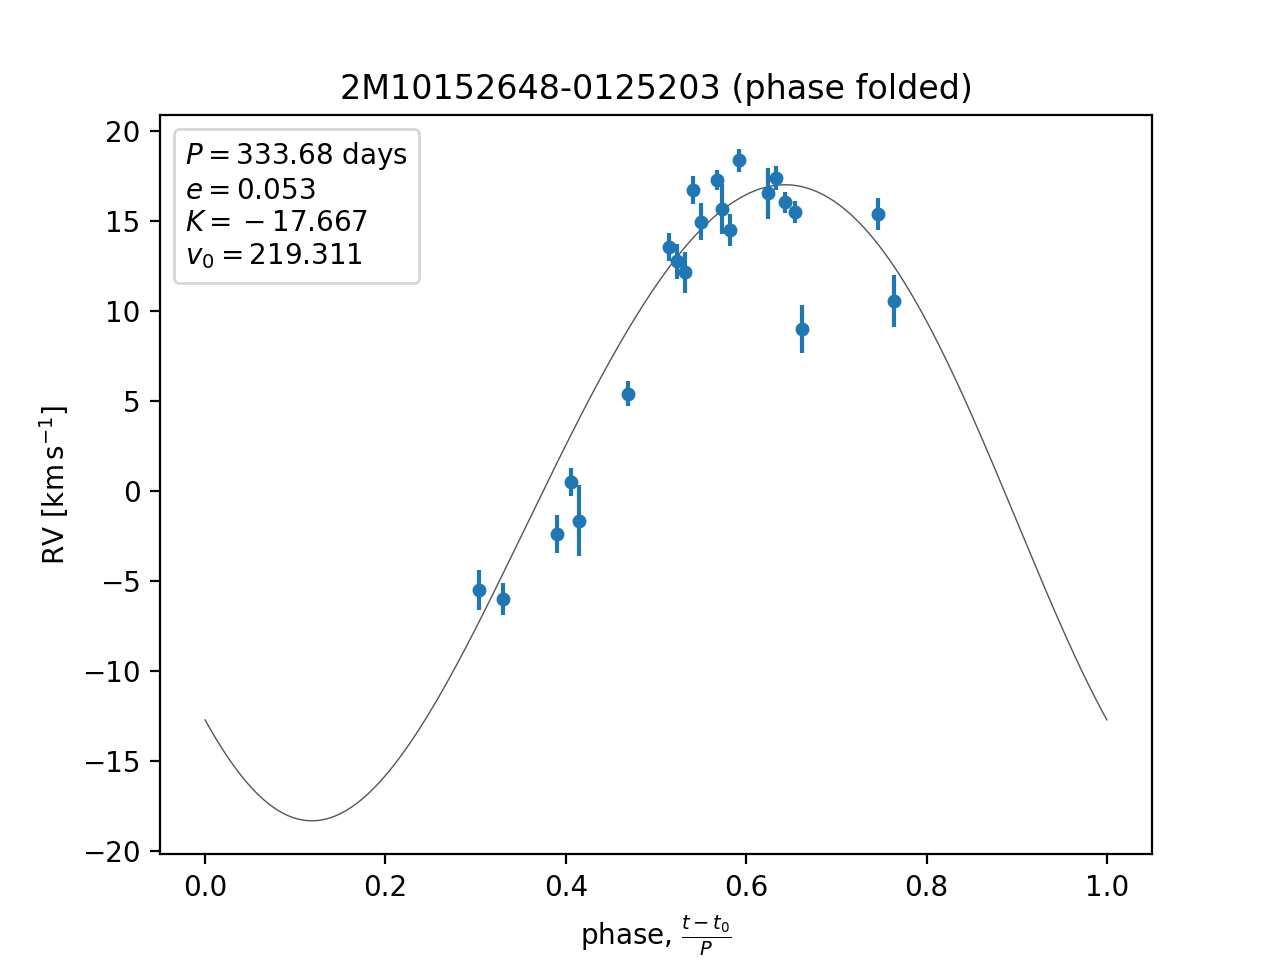 2M10152648-0125203 (phase folded)
P = 333.68 days
e = 0.053
K = −17.667
v₀ = 219.311
RV [km s⁻¹]
20
15
10
5
0
−5
−10
−15
−20
0.0 0.2 0.4 0.6 0.8 1.0
phase, (t − t₀)/P